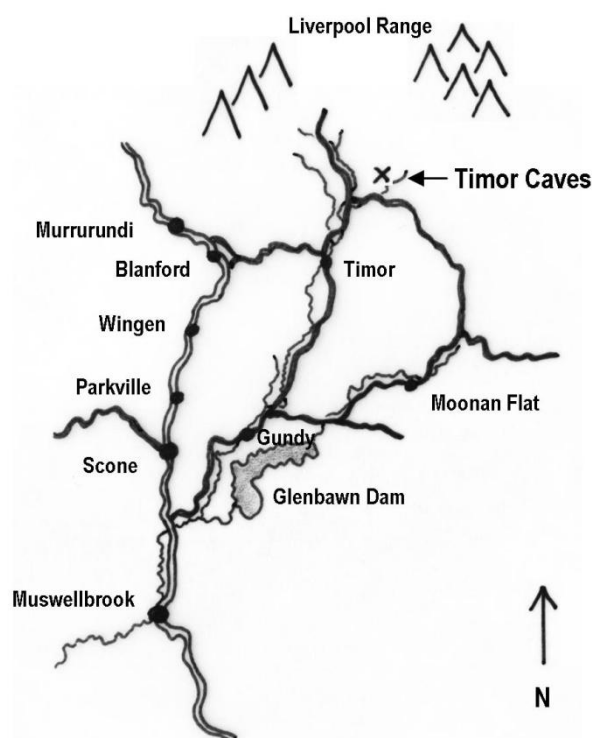 Liverpool Range
Timor Caves
Murrurundi
Blanford
Timor
Wingen
Parkville
Moonan Flat
Gundy
Scone
Glenbawn Dam
Muswellbrook
N